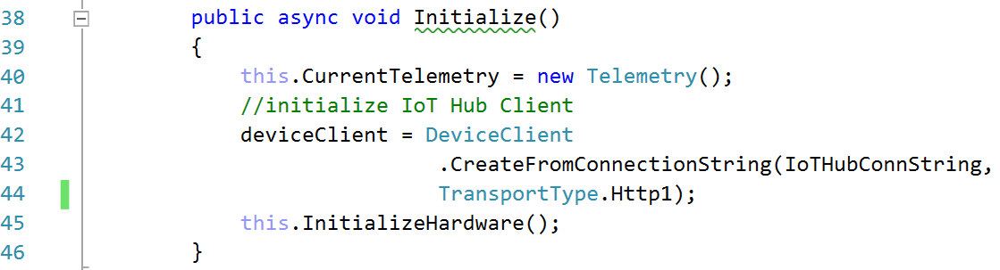 38 public async void Initialize()
39 {
40 this.CurrentTelemetry = new Telemetry();
41 //initialize IoT Hub Client
42 deviceClient = DeviceClient
43 .CreateFromConnectionString(IoTHubConnString,
44 TransportType.Http1);
45 this.InitializeHardware();
46 }